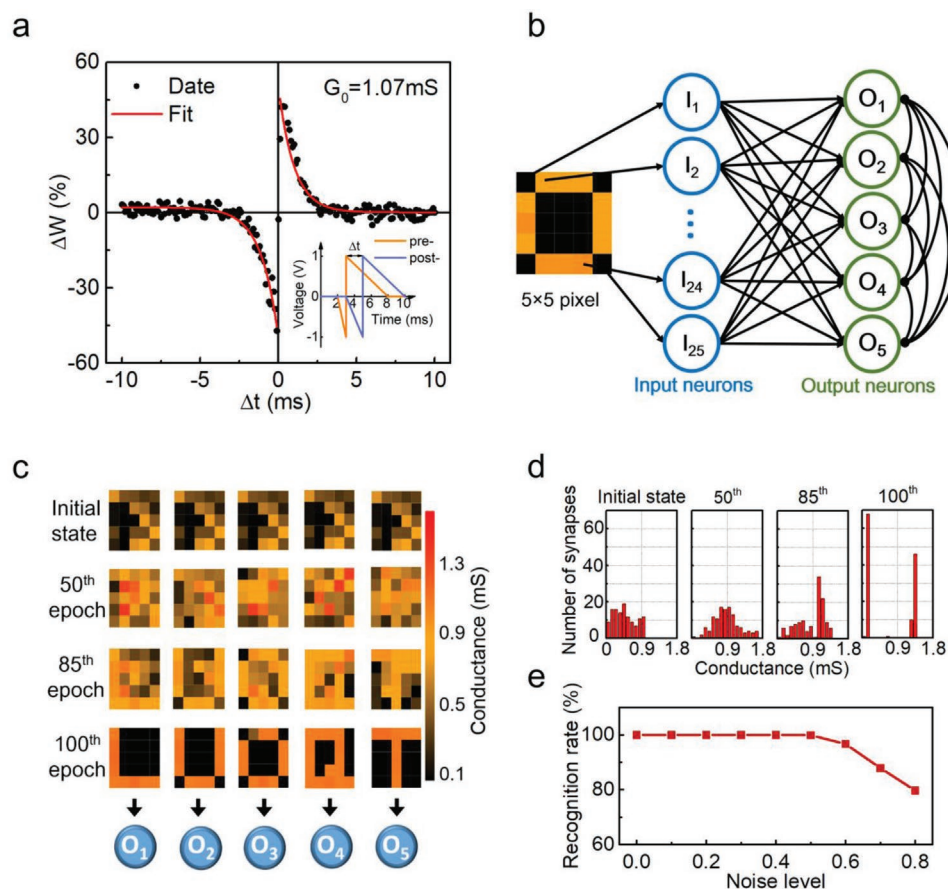 a
60
30
0
-30
-60
ΔW (%)
Date
Fit
G0=1.07mS
-10
-5
0
5
10
Δt (ms)
Δt
pre-
post-
1
0
-1
Voltage (V)
2
4
6
8
10
Time (ms)
b
5×5 pixel
I1
I2
I24
I25
Input neurons
O1
O2
O3
O4
O5
Output neurons
c
Initial
state
50th
epoch
85th
epoch
100th
epoch
O1
O2
O3
O4
O5
1.3
0.9
0.5
0.1
Conductance (mS)
d
Initial state
50th
85th
100th
Number of synapses
60
40
20
0
0.9 1.8
0.9 1.8
0.9 1.8
0.9 1.8
Conductance (mS)
e
Recognition rate (%)
100
80
60
0.0
0.2
0.4
0.6
0.8
Noise level